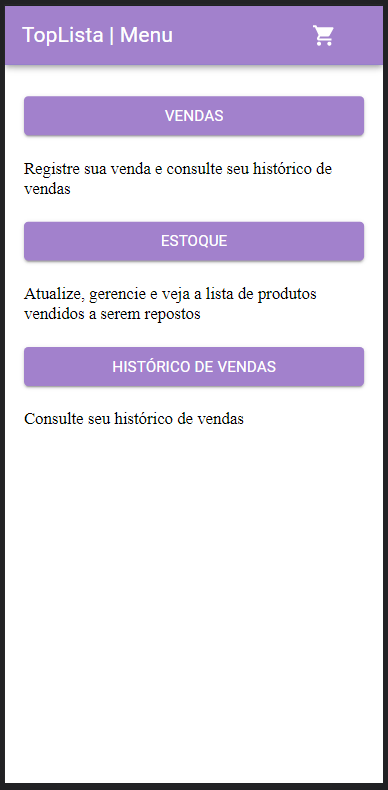 TopLista | Menu
VENDAS
Registre sua venda e consulte seu histórico de
vendas
ESTOQUE
Atualize, gerencie e veja a lista de produtos
vendidos a serem repostos
HISTÓRICO DE VENDAS
Consulte seu histórico de vendas